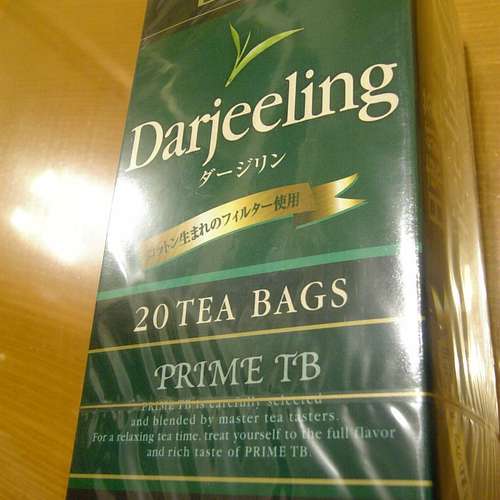 Darjeeling
ダージリン
コットン生まれのフィルター使用
20 TEA BAGS
PRIME TB
PRIME TB is carefully selected
and blended by master tea tasters.
For a relaxing tea time, treat yourself to the full flavor
and rich taste of PRIME TB.